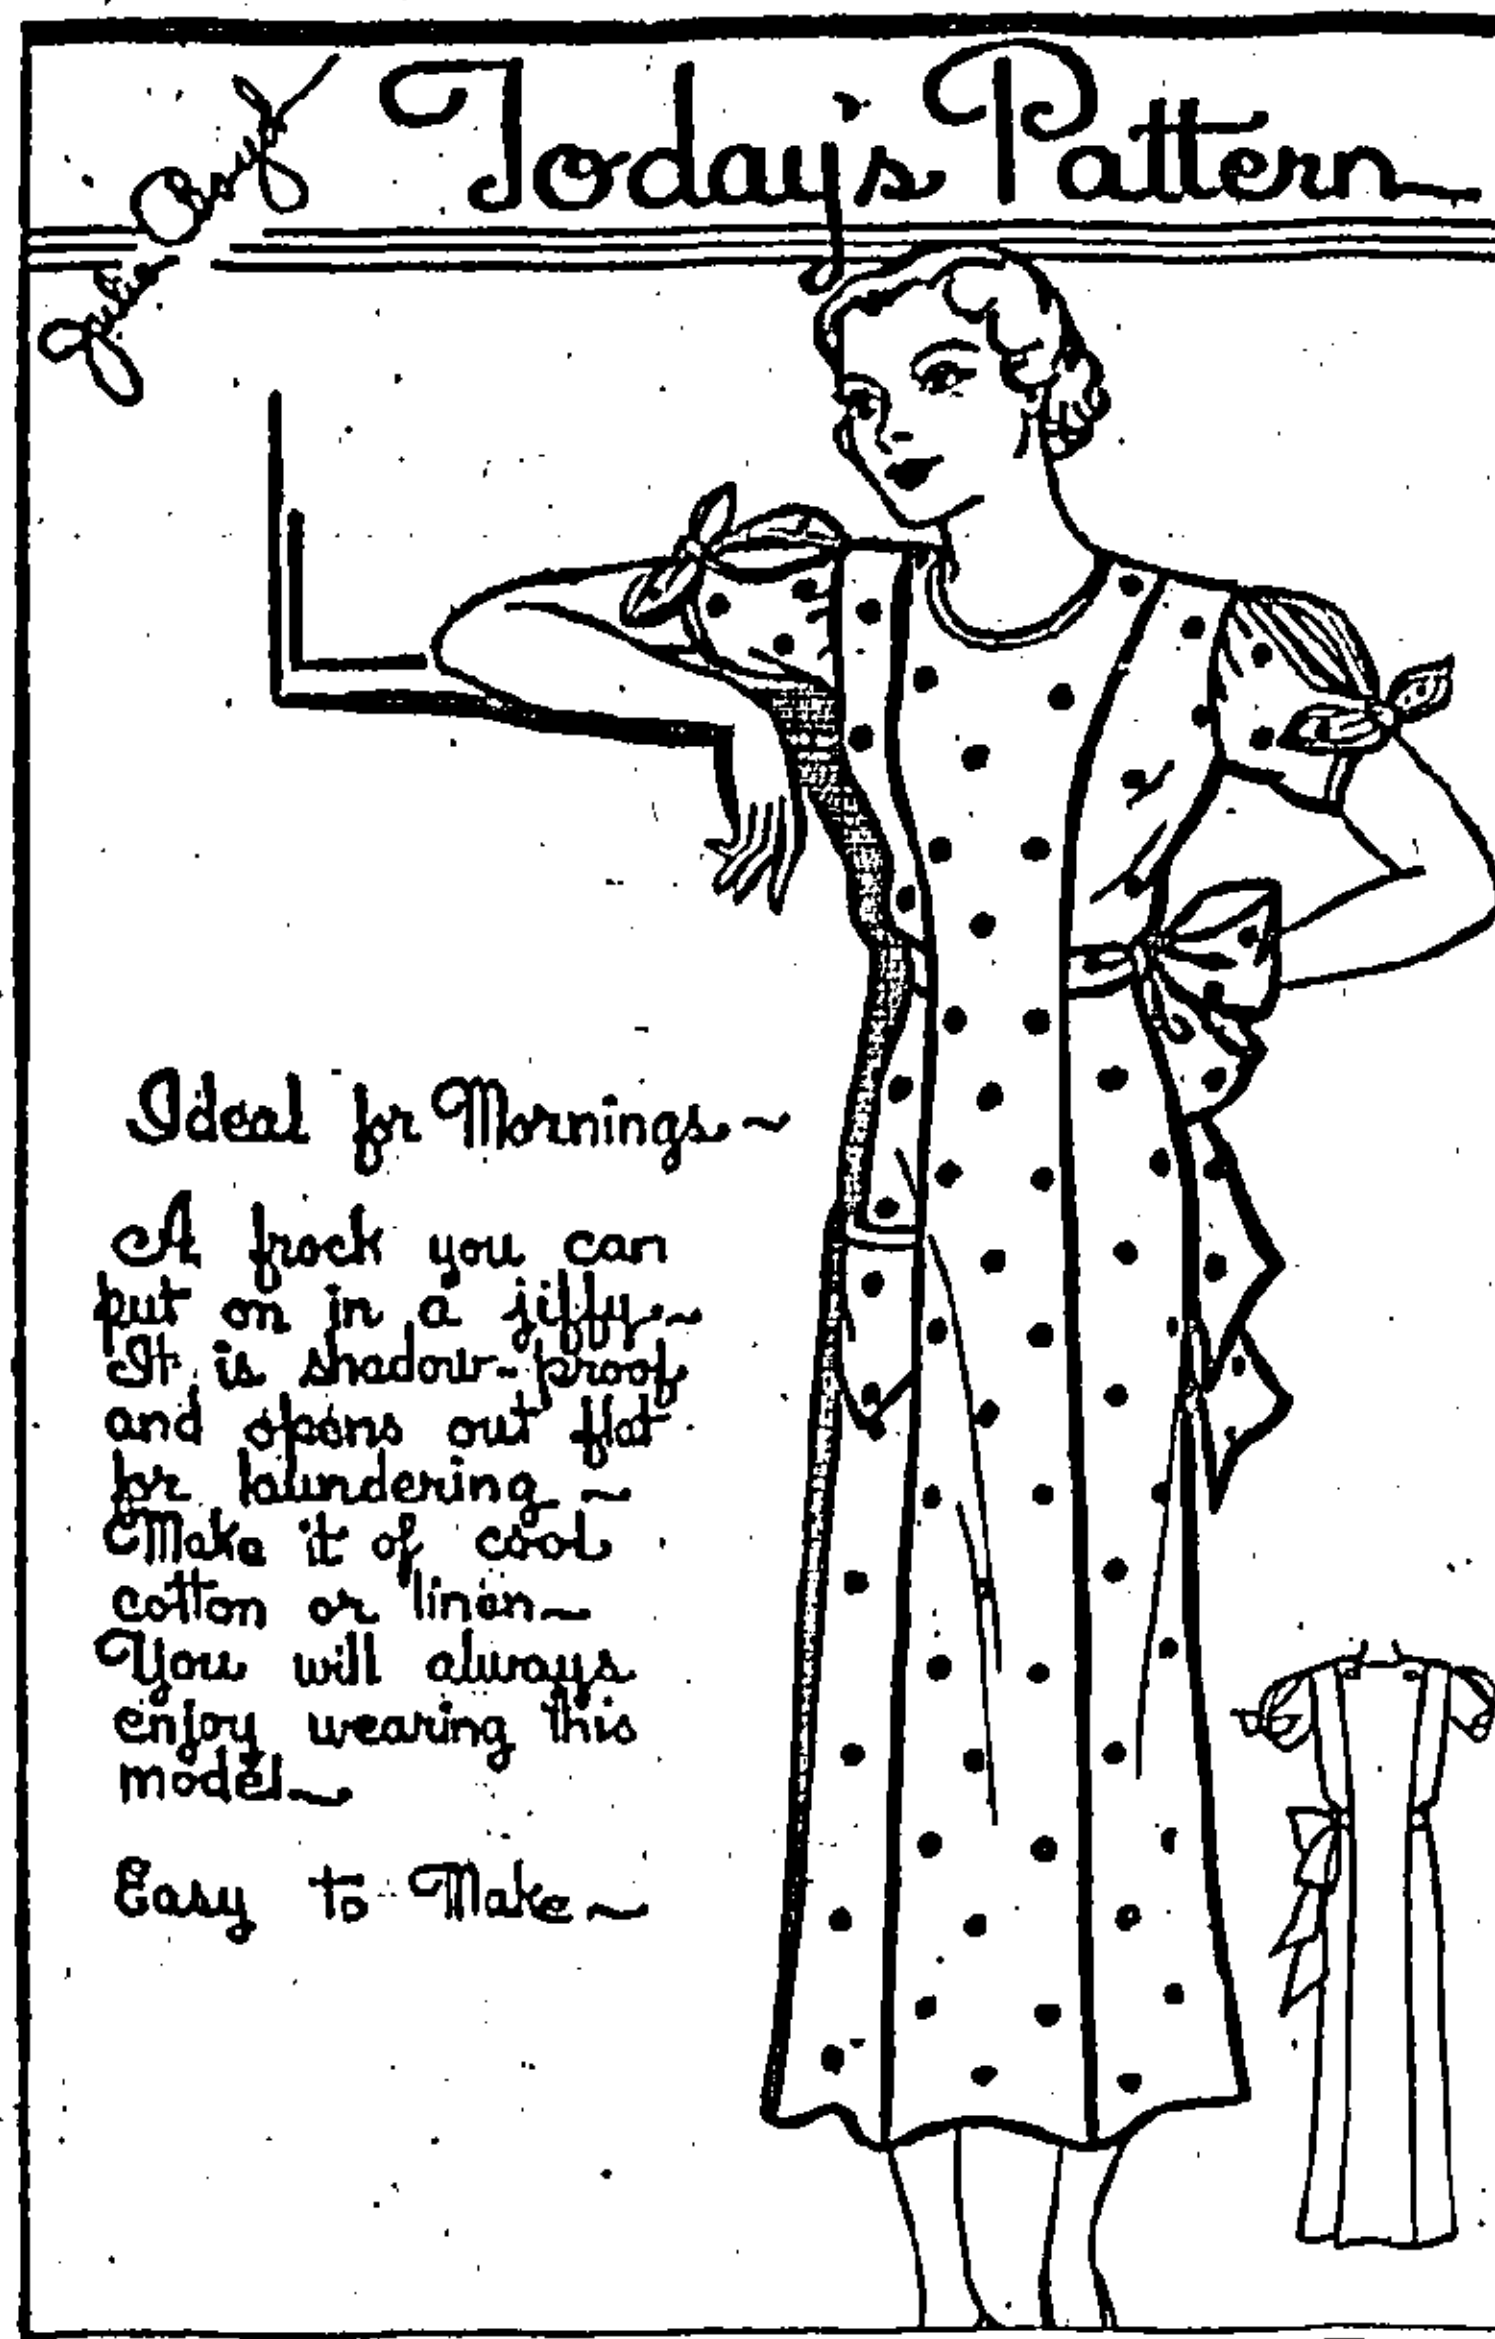 Today's Pattern
Ideal for Mornings~
A frock you can
put on in a jiffy~
It is shadow-proof
and opens out flat
for laundering~
Make it of cool
cotton or linen~
You will always
enjoy wearing this
model~
Easy to Make~